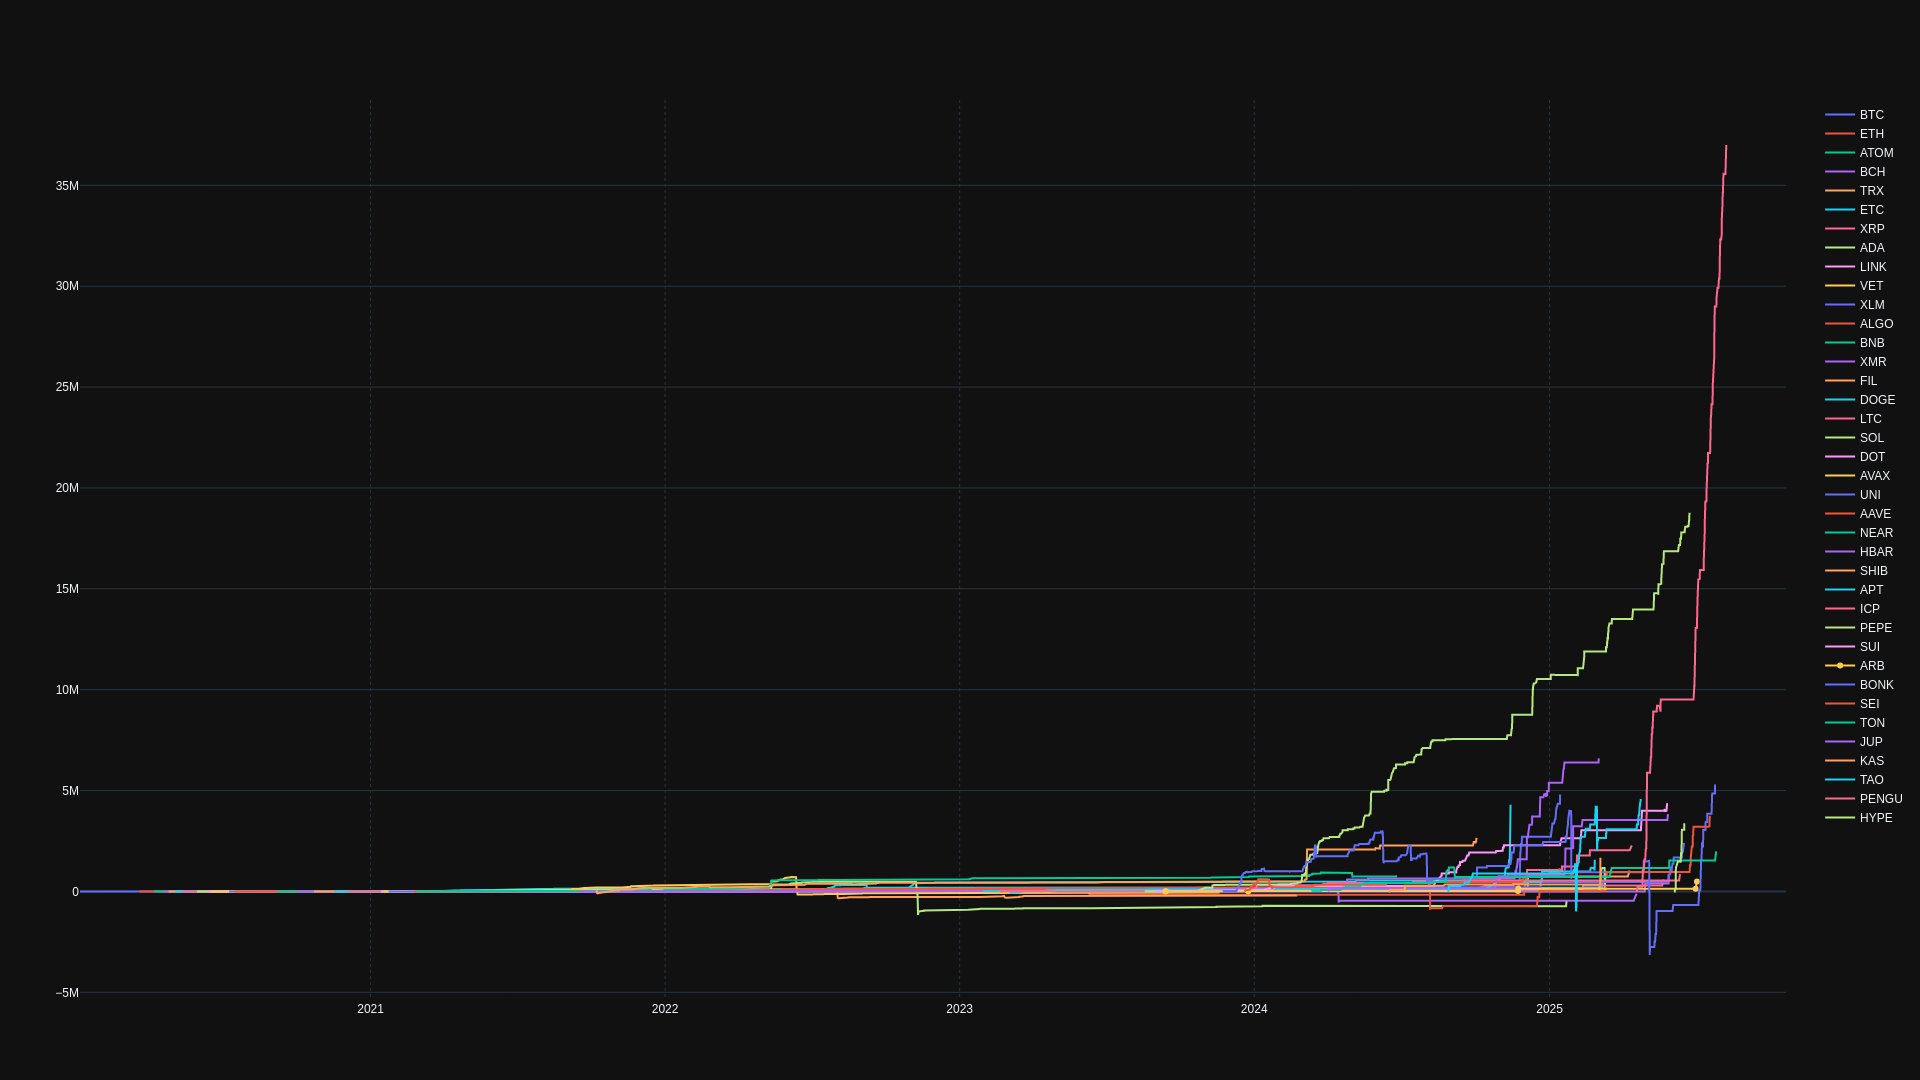 35M
30M
25M
20M
15M
10M
5M
0
−5M
2021 2022 2023 2024 2025
BTC
ETH
ATOM
BCH
TRX
ETC
XRP
ADA
LINK
VET
XLM
ALGO
BNB
XMR
FIL
DOGE
LTC
SOL
DOT
AVAX
UNI
AAVE
NEAR
HBAR
SHIB
APT
ICP
PEPE
SUI
ARB
BONK
SEI
TON
JUP
KAS
TAO
PENGU
HYPE